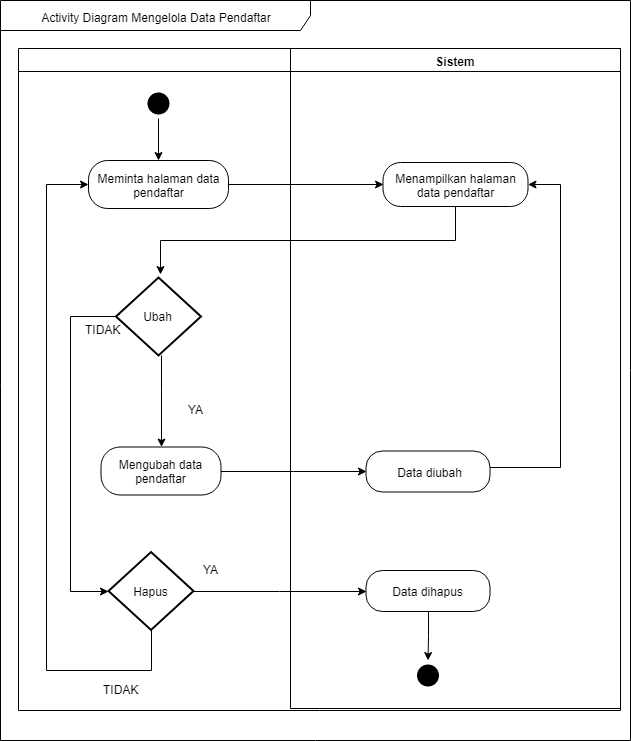 Activity Diagram Mengelola Data Pendaftar
Sistem
Meminta halaman data
pendaftar
Menampilkan halaman
data pendaftar
Ubah
TIDAK
YA
Mengubah data
pendaftar
Data diubah
Hapus
YA
Data dihapus
TIDAK